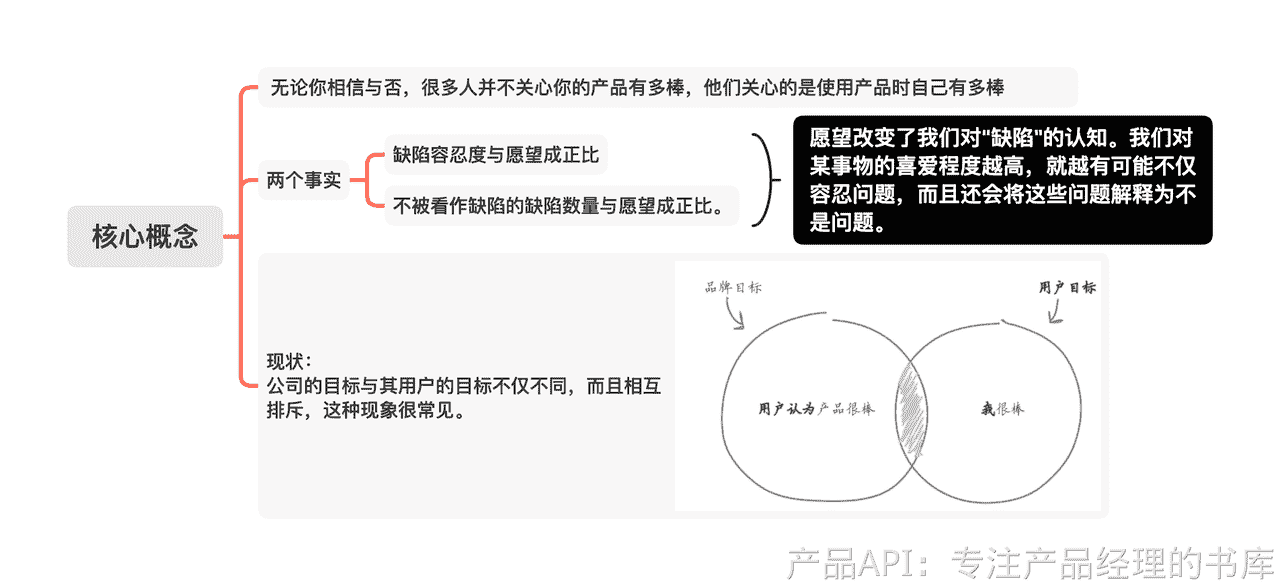 无论你相信与否，很多人并不关心你的产品有多棒，他们关心的是使用产品时自己有多棒
两个事实
缺陷容忍度与愿望成正比
不被看作缺陷的缺陷数量与愿望成正比。
愿望改变了我们对"缺陷"的认知。我们对
某事物的喜爱程度越高，就越有可能不仅
容忍问题，而且还会将这些问题解释为不
是问题。
核心概念
现状：
公司的目标与其用户的目标不仅不同，而且相互
排斥，这种现象很常见。
品牌目标
用户目标
用户认为产品很棒
我很棒
产品API：专注产品经理的书库